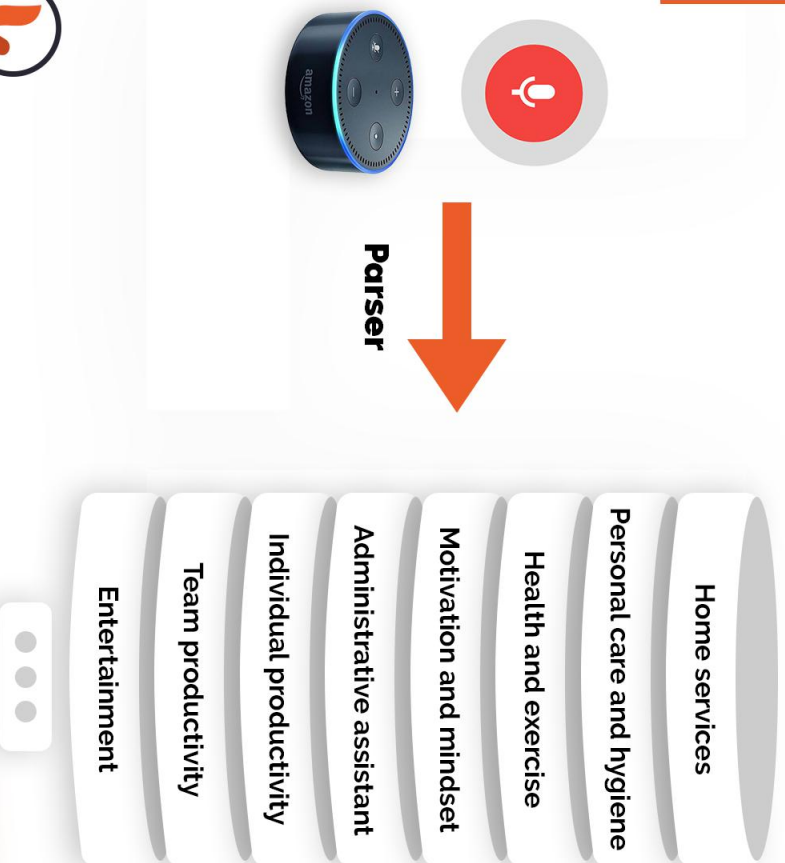 amazon
Parser
Home services
Personal care and hygiene
Health and exercise
Motivation and mindset
Administrative assistant
Individual productivity
Team productivity
Entertainment